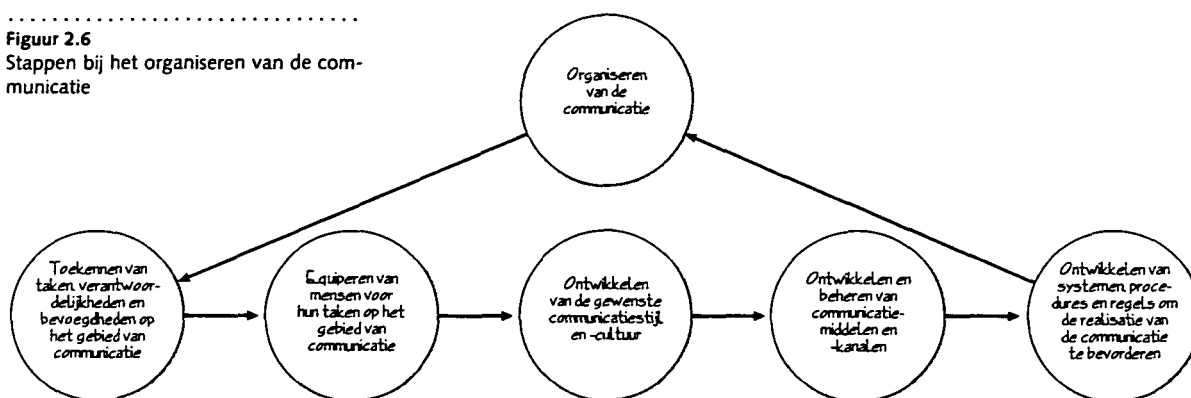 Figuur 2.6
Stappen bij het organiseren van de com-
municatie
Organiseren
van de
communicatie
Toekennen van
taken, verantwoor-
delijkheden en
bevoegdheden op
het gebied van
communicatie
Equiperen van
mensen voor
hun taken op het
gebied van
communicatie
Ontwikkelen
van de gewenste
communicatiestijl
en -cultuur
Ontwikkelen en
beheren van
communicatie-
middelen en
-kanalen
Ontwikkelen van
systemen, proce-
dures en regels om
de realisatie van
de communicatie
te bevorderen